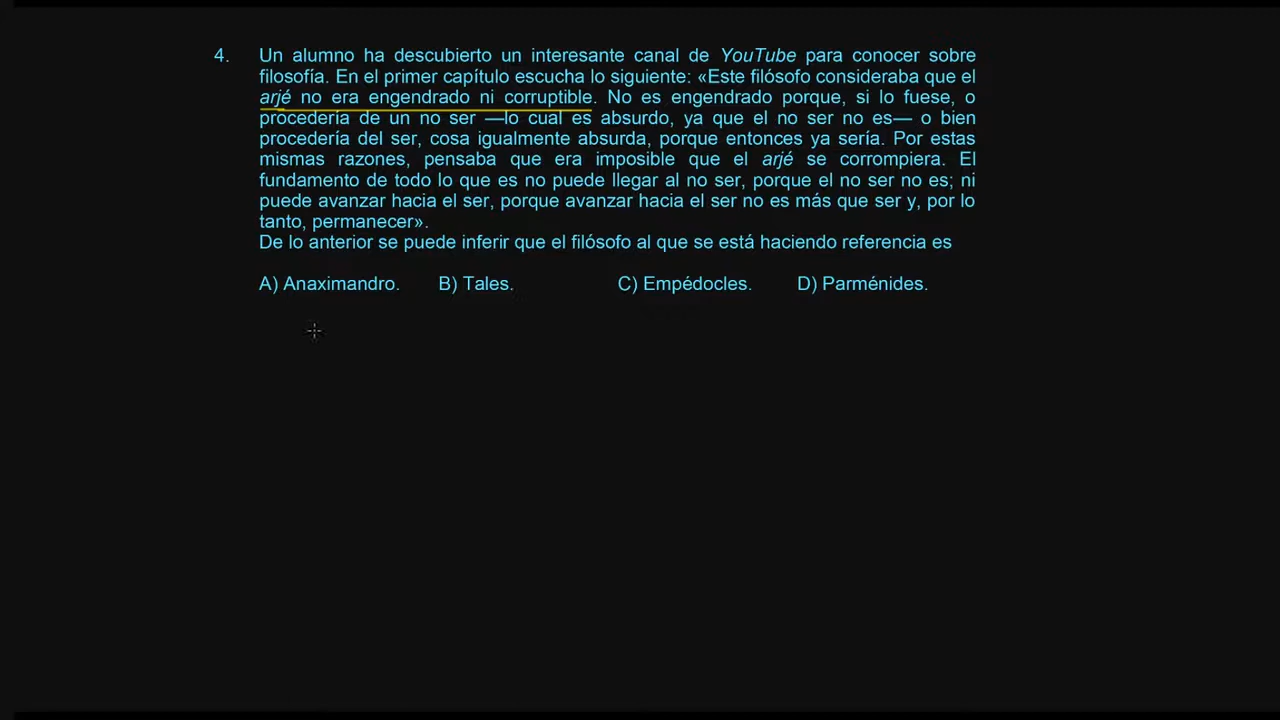 4. Un alumno ha descubierto un interesante canal de YouTube para conocer sobre
filosofía. En el primer capítulo escucha lo siguiente: «Este filósofo consideraba que el
arjé no era engendrado ni corruptible. No es engendrado porque, si lo fuese, o
procedería de un no ser —lo cual es absurdo, ya que el no ser no es— o bien
procedería del ser, cosa igualmente absurda, porque entonces ya sería. Por estas
mismas razones, pensaba que era imposible que el arjé se corrompiera. El
fundamento de todo lo que es no puede llegar al no ser, porque el no ser no es; ni
puede avanzar hacia el ser, porque avanzar hacia el ser no es más que ser y, por lo
tanto, permanecer».
De lo anterior se puede inferir que el filósofo al que se está haciendo referencia es
A) Anaximandro. B) Tales. C) Empédocles. D) Parménides.